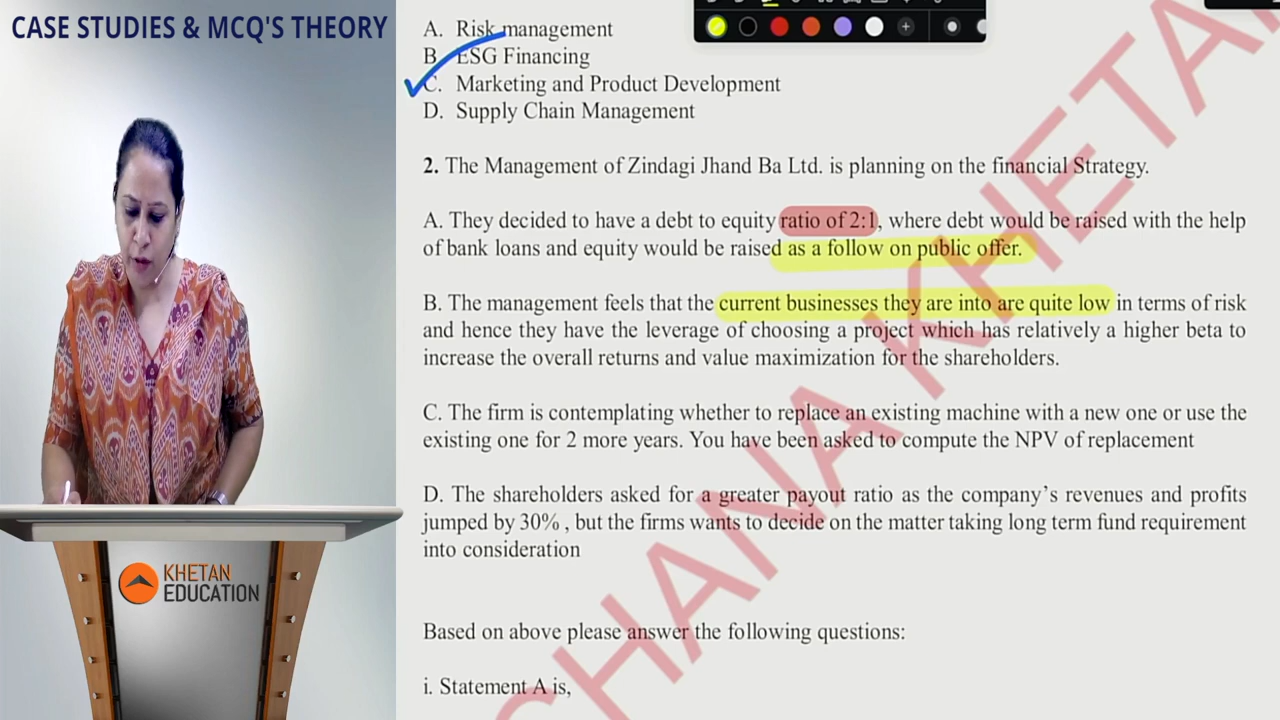 CASE STUDIES & MCQ'S THEORY
A. Risk management
B. ESG Financing
C. Marketing and Product Development
D. Supply Chain Management
2. The Management of Zindagi Jhand Ba Ltd. is planning on the financial Strategy.
A. They decided to have a debt to equity ratio of 2:1, where debt would be raised with the help
of bank loans and equity would be raised as a follow on public offer.
B. The management feels that the current businesses they are into are quite low in terms of risk
and hence they have the leverage of choosing a project which has relatively a higher beta to
increase the overall returns and value maximization for the shareholders.
C. The firm is contemplating whether to replace an existing machine with a new one or use the
existing one for 2 more years. You have been asked to compute the NPV of replacement
D. The shareholders asked for a greater payout ratio as the company's revenues and profits
jumped by 30% , but the firms wants to decide on the matter taking long term fund requirement
into consideration
Based on above please answer the following questions:
i. Statement A is,
KHETAN
EDUCATION
CHANA KHETA